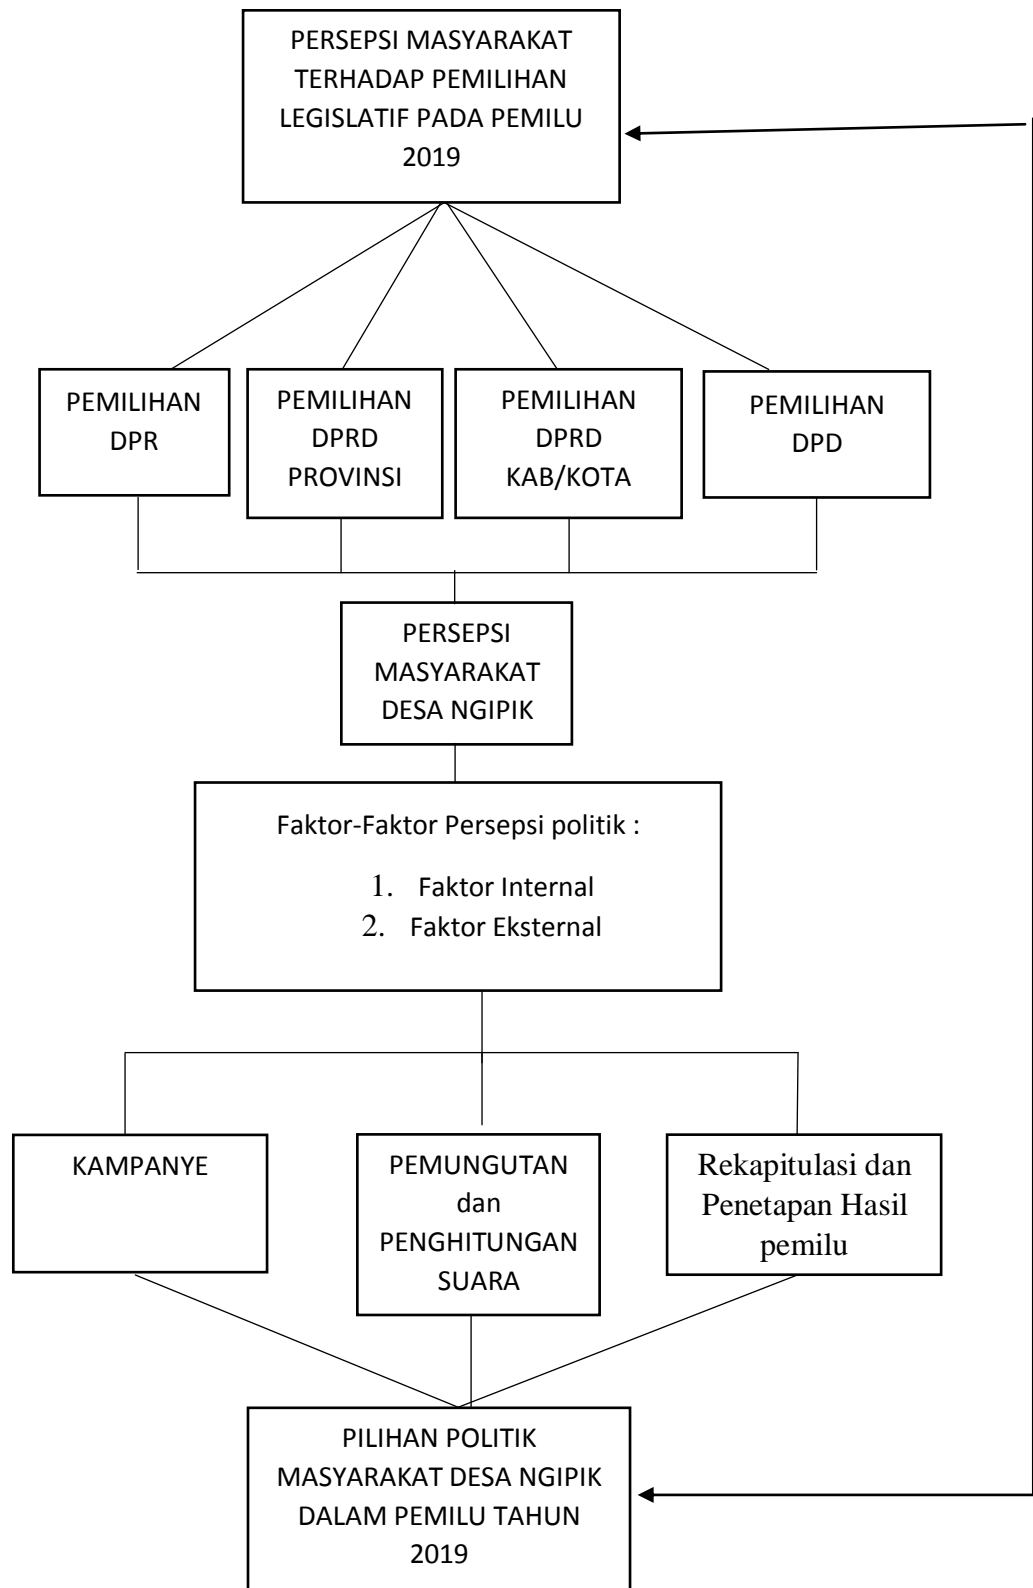 PERSEPSI MASYARAKAT
TERHADAP PEMILIHAN
LEGISLATIF PADA PEMILU
2019
PEMILIHAN
DPR
PEMILIHAN
DPRD
PROVINSI
PEMILIHAN
DPRD
KAB/KOTA
PEMILIHAN
DPD
PERSEPSI
MASYARAKAT
DESA NGIPIK
Faktor-Faktor Persepsi politik :
1. Faktor Internal
2. Faktor Eksternal
KAMPANYE
PEMUNGUTAN
dan
PENGHITUNGAN
SUARA
Rekapitulasi dan
Penetapan Hasil
pemilu
PILIHAN POLITIK
MASYARAKAT DESA NGIPIK
DALAM PEMILU TAHUN
2019